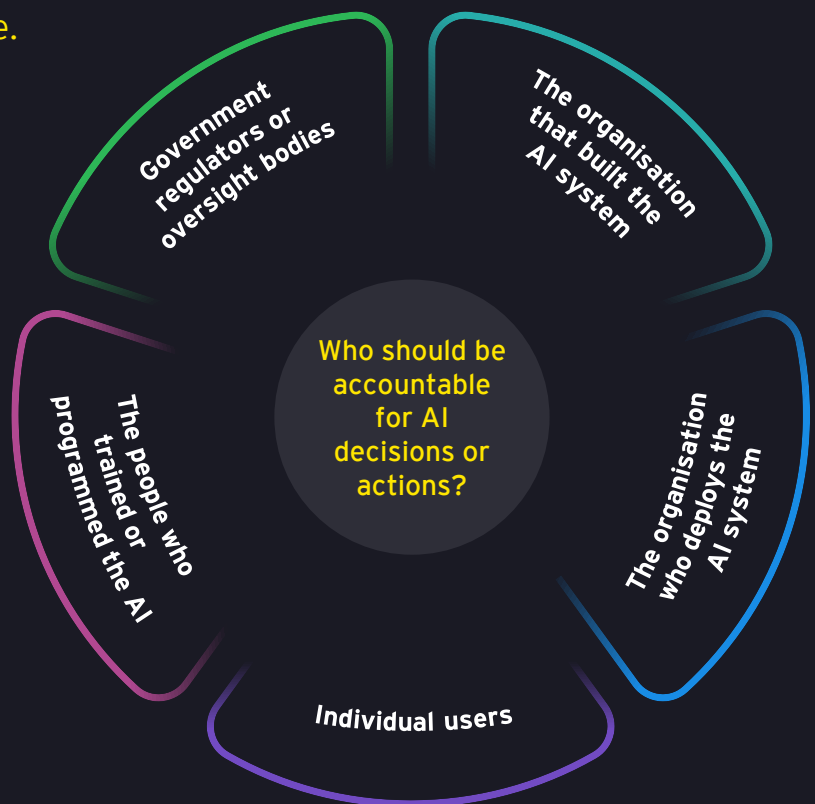 e.
Government
regulators or
oversight bodies
The organisation
that built the
AI system
Who should be
accountable
for AI
decisions or
actions?
The people who
trained or
programmed the AI
The organisation
who deploys the
AI system
Individual users